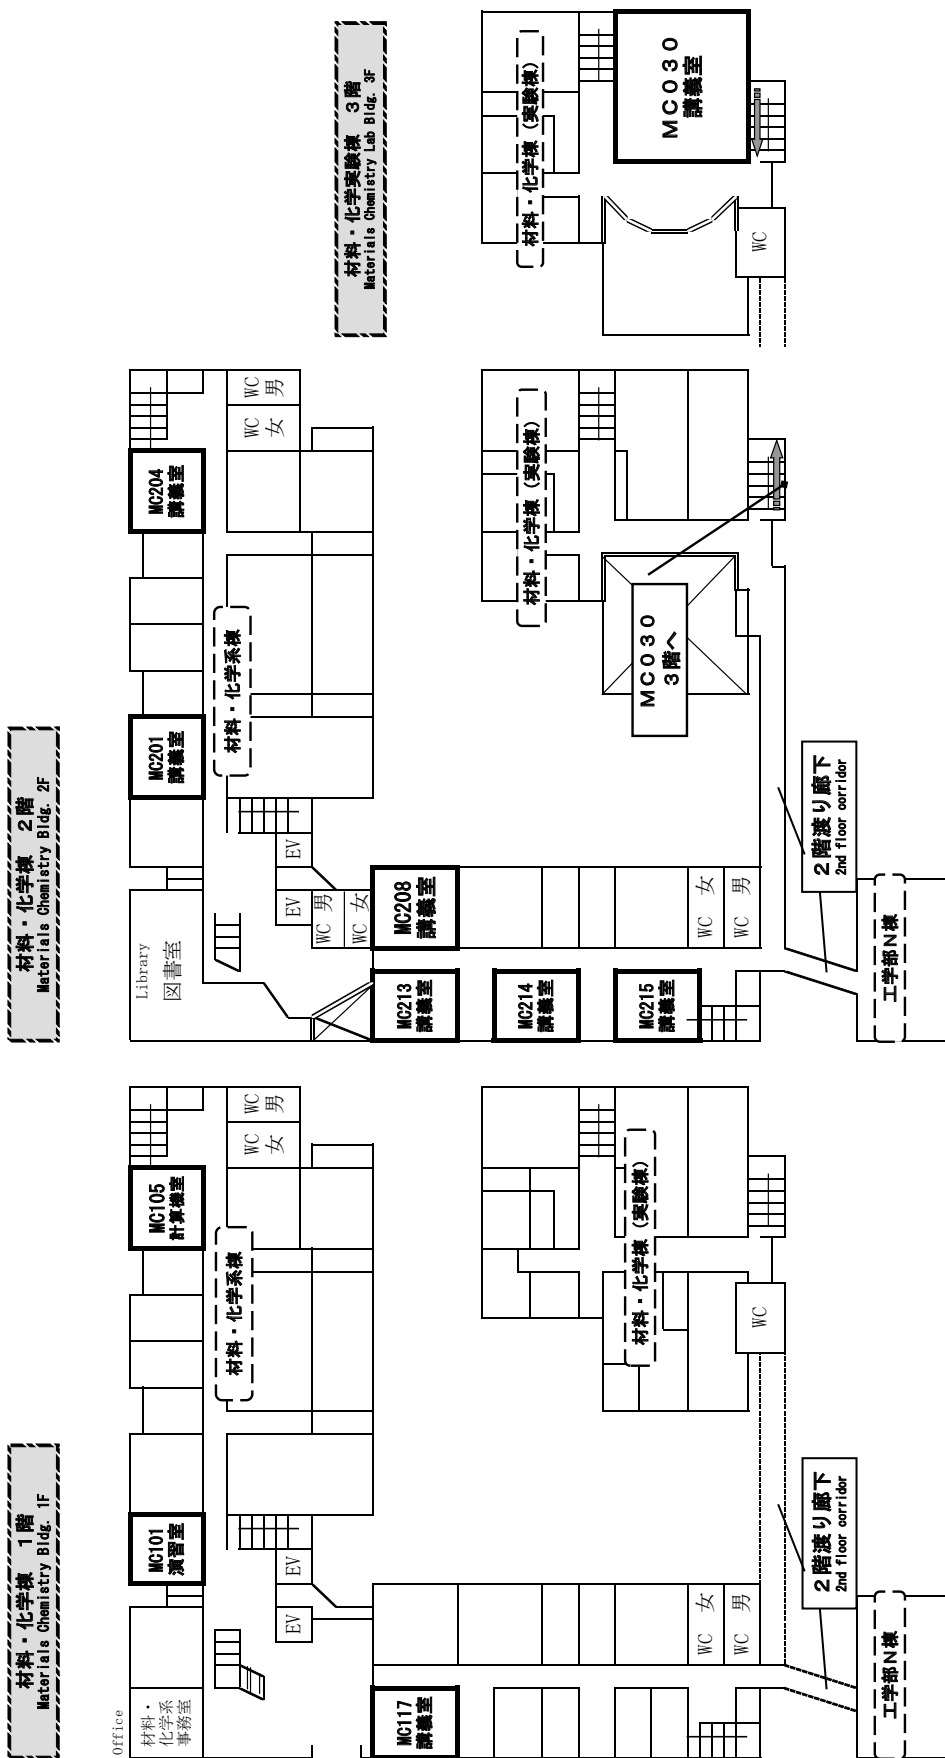 材料・化学棟　１階
Materials Chemistry Bldg. 1F
Office
材料・
化学系
事務室
MC101
演習室
MC105
計算機室
材料・化学系棟
WC
女
WC
男
EV
EV
MC117
講義室
WC 女
WC 男
材料・化学棟（実験棟）
WC
２階渡り廊下
2nd floor corridor
工学部Ｎ棟
材料・化学棟　２階
Materials Chemistry Bldg. 2F
Library
図書室
MC201
講義室
MC204
講義室
材料・化学系棟
WC
女
WC
男
EV
EV
WC 男
WC 女
MC208
講義室
MC213
講義室
MC214
講義室
MC215
講義室
WC 女
WC 男
材料・化学棟（実験棟）
ＭＣ０３０
３階へ
２階渡り廊下
2nd floor corridor
工学部Ｎ棟
材料・化学実験棟　３階
Materials Chemistry Lab Bldg. 3F
材料・化学棟（実験棟）
ＭＣ０３０
講義室
WC